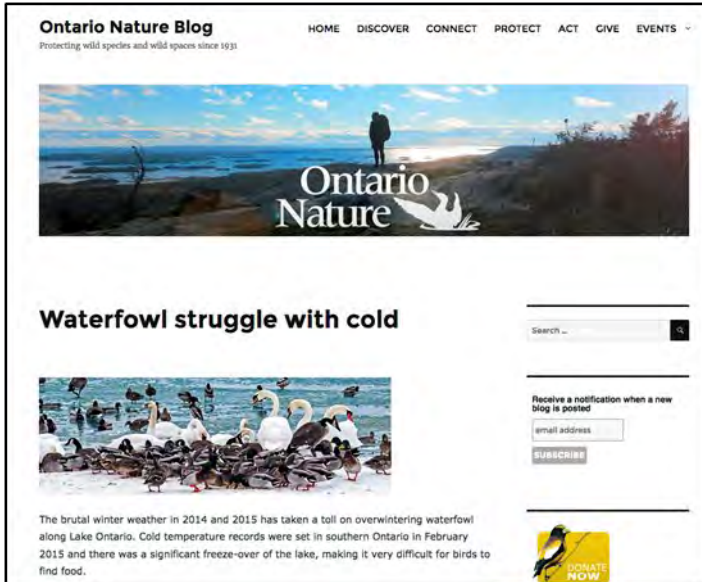 Ontario Nature Blog
Protecting wild species and wild spaces since 1931
HOME DISCOVER CONNECT PROTECT ACT GIVE EVENTS
Ontario
Nature
Waterfowl struggle with cold
Search ...
Receive a notification when a new
blog is posted
email address
SUBSCRIBE
The brutal winter weather in 2014 and 2015 has taken a toll on overwintering waterfowl
along Lake Ontario. Cold temperature records were set in southern Ontario in February
2015 and there was a significant freeze-over of the lake, making it very difficult for birds to
find food.
DONATE
NOW